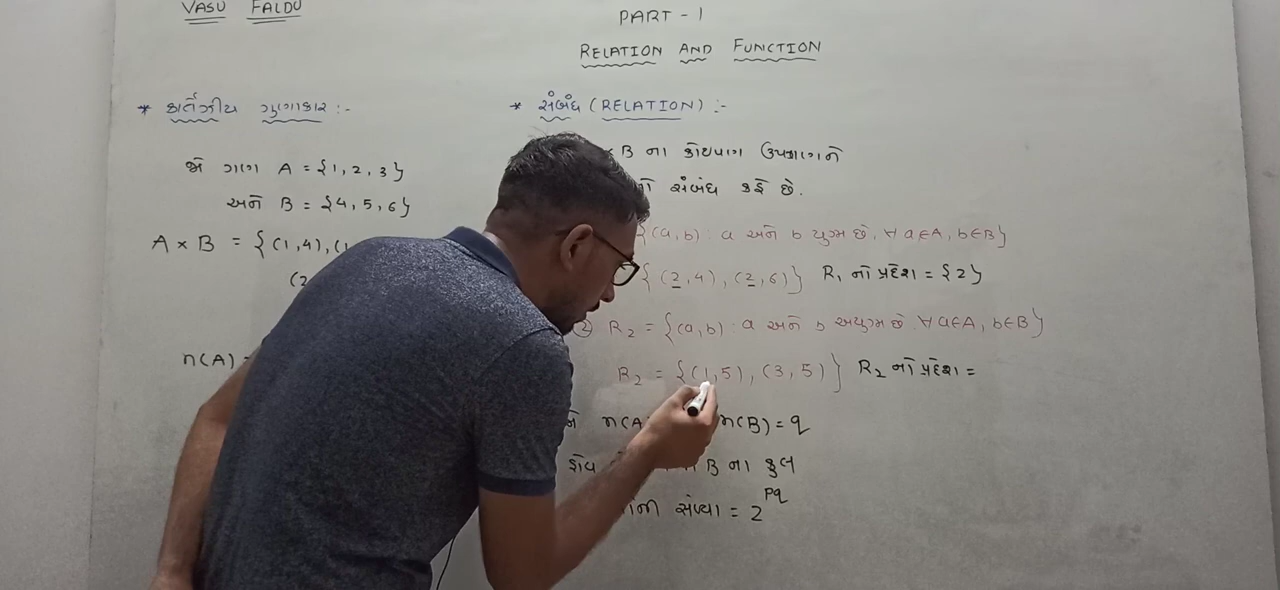 VASU FALDU
PART - 1
RELATION AND FUNCTION
* કાર્તેઝીય ગુણાકાર :-
જો ગણ A = {1, 2, 3}
અને B = {4, 5, 6}
A × B = {(1,4), (1
(2
n(A) =
* સંબંધ (RELATION) :-
× B ના કોઈપણ ઉપગણને
સંબંધ કહે છે.
{(a, b) : a અને b યુગ્મ છે, ∀ a∈A, b∈B}
{(2, 4), (2, 6)} R₁ નો પ્રદેશ = {2}
② R₂ = {(a, b) : a અને b અયુગ્મ છે. ∀ a∈A, b∈B}
R₂ = {(1, 5), (3, 5)} R₂ નો પ્રદેશ =
n(A n(B) = q
હોય B ના કુલ
સંખ્યા = 2^pq